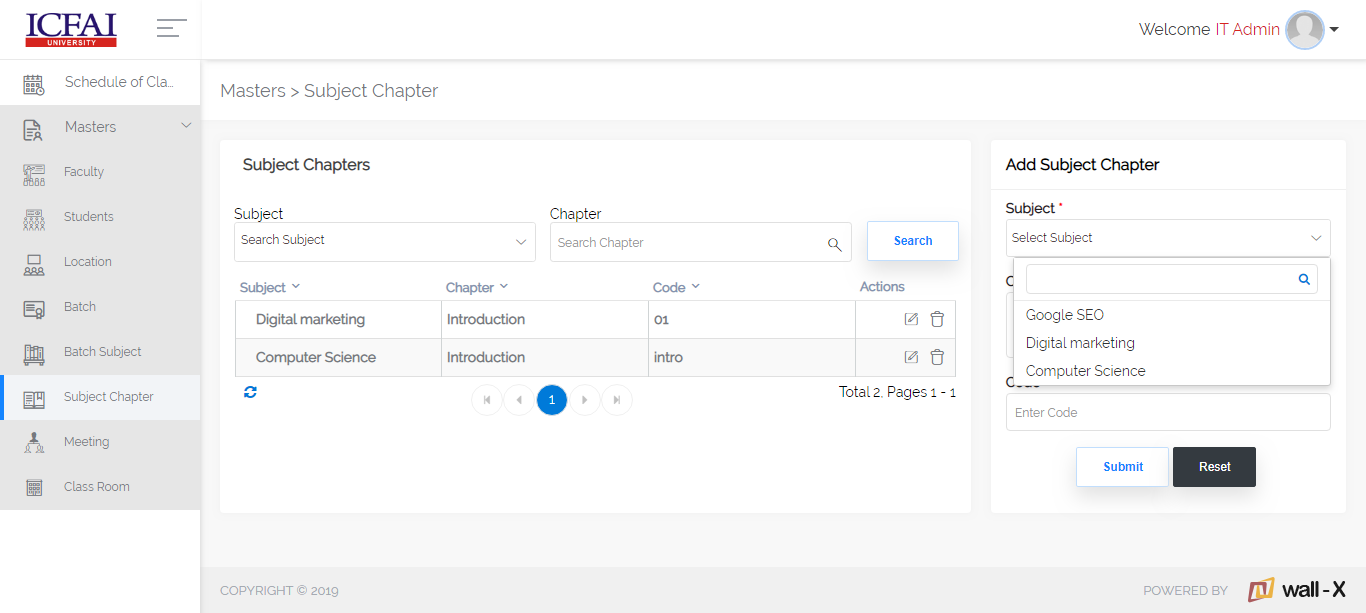 ICFAI
UNIVERSITY
Welcome IT Admin
Schedule of Cla...
Masters
Faculty
Students
Location
Batch
Batch Subject
Subject Chapter
Meeting
Class Room
Masters > Subject Chapter
Subject Chapters
Subject
Search Subject
Chapter
Search Chapter
Search
Subject Chapter Code Actions
Digital marketing Introduction 01
Computer Science Introduction intro
1
Total 2, Pages 1 - 1
Add Subject Chapter
Subject *
Select Subject
Google SEO
Digital marketing
Computer Science
Code
Enter Code
Submit Reset
COPYRIGHT © 2019
POWERED BY wall-X